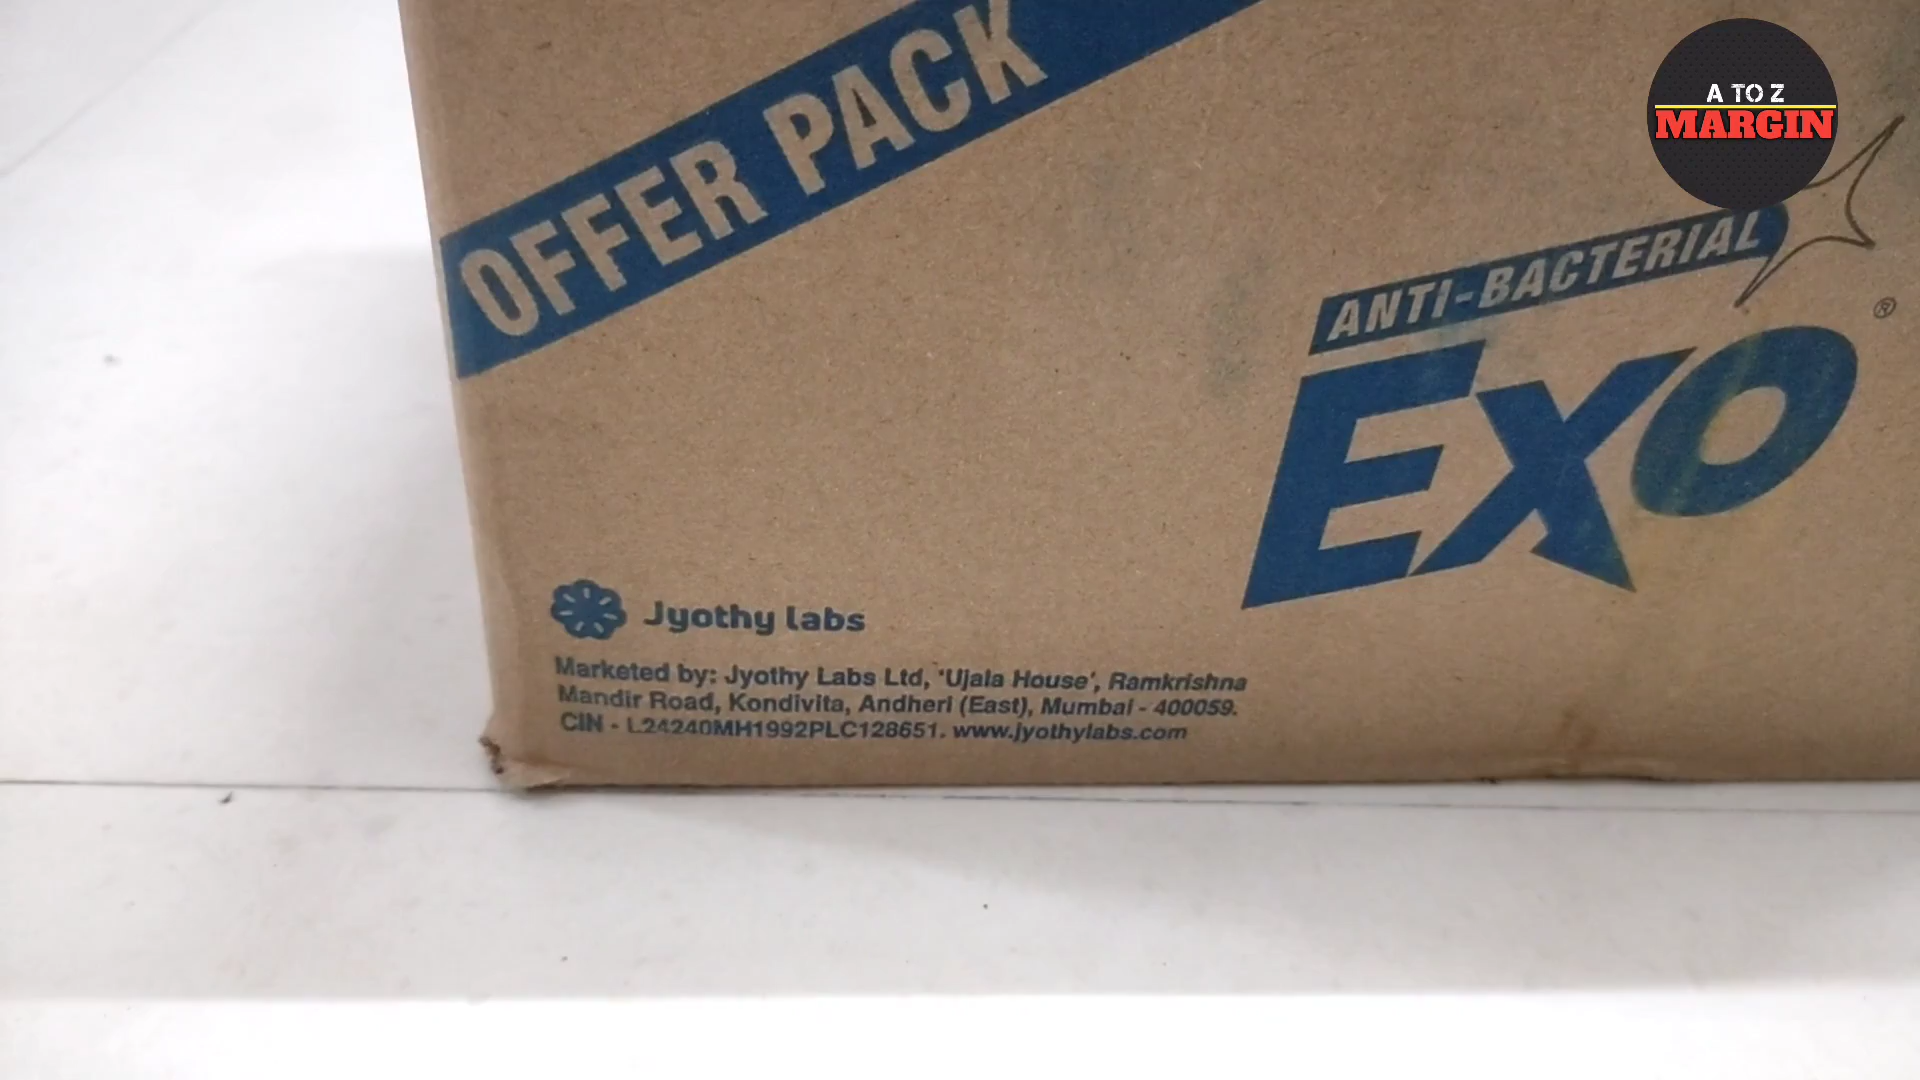 A TO Z
MARGIN
OFFER PACK
ANTI-BACTERIAL
EXO
®
Jyothy labs
Marketed by: Jyothy Labs Ltd, 'Ujala House', Ramkrishna
Mandir Road, Kondivita, Andheri (East), Mumbai - 400059.
CIN - L24240MH1992PLC128651. www.jyothylabs.com